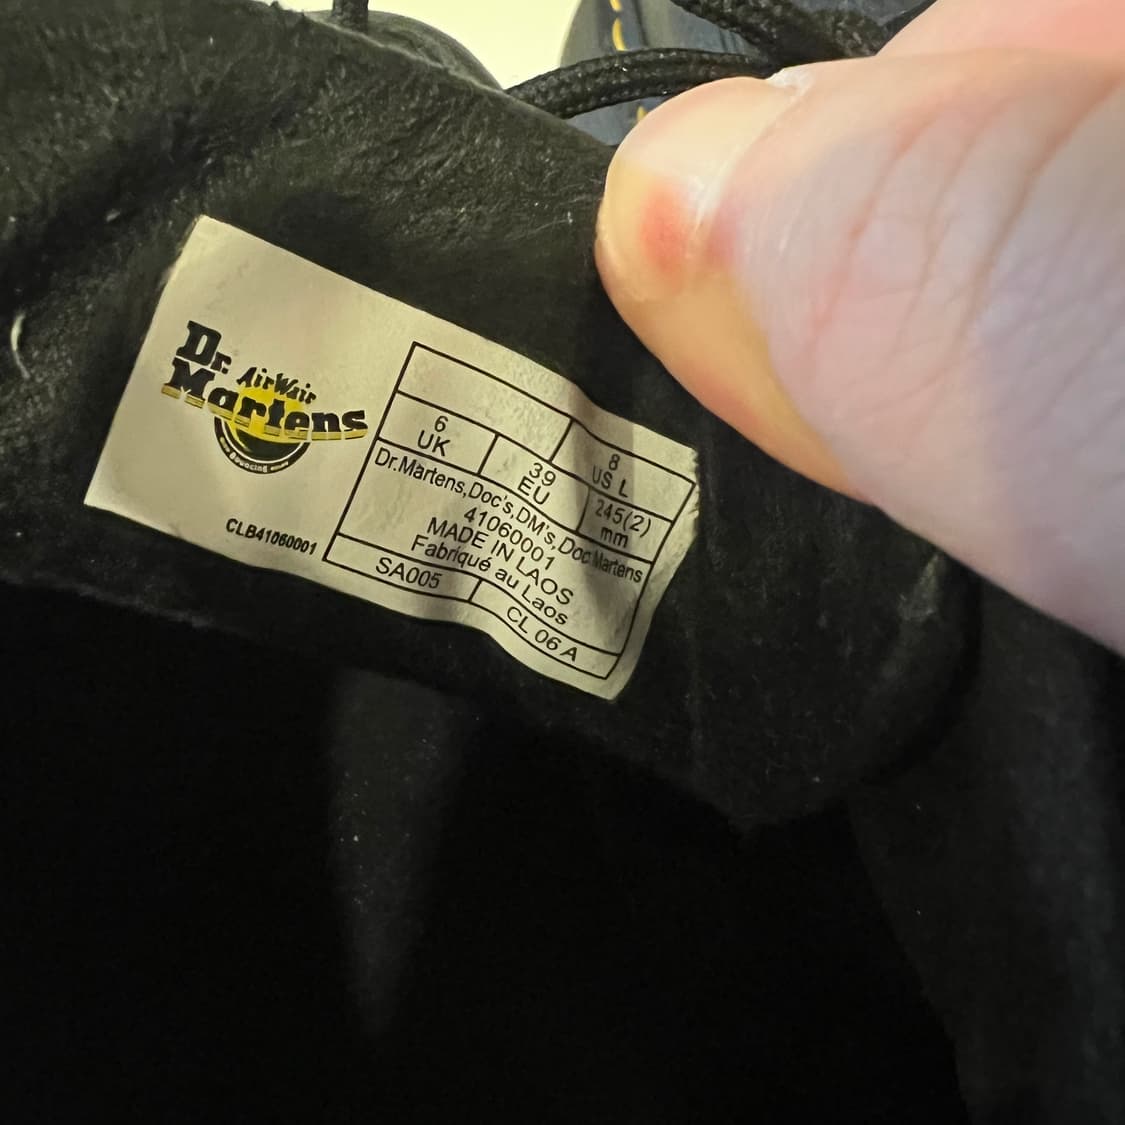 Dr.
AirWair
Martens
CLB41060001
6
UK
39
EU
8
US L
245(2)
mm
Dr.Martens,Doc's,DM's,Doc Martens
41060001
MADE IN LAOS
Fabriqué au Laos
SA005
CL 06 A